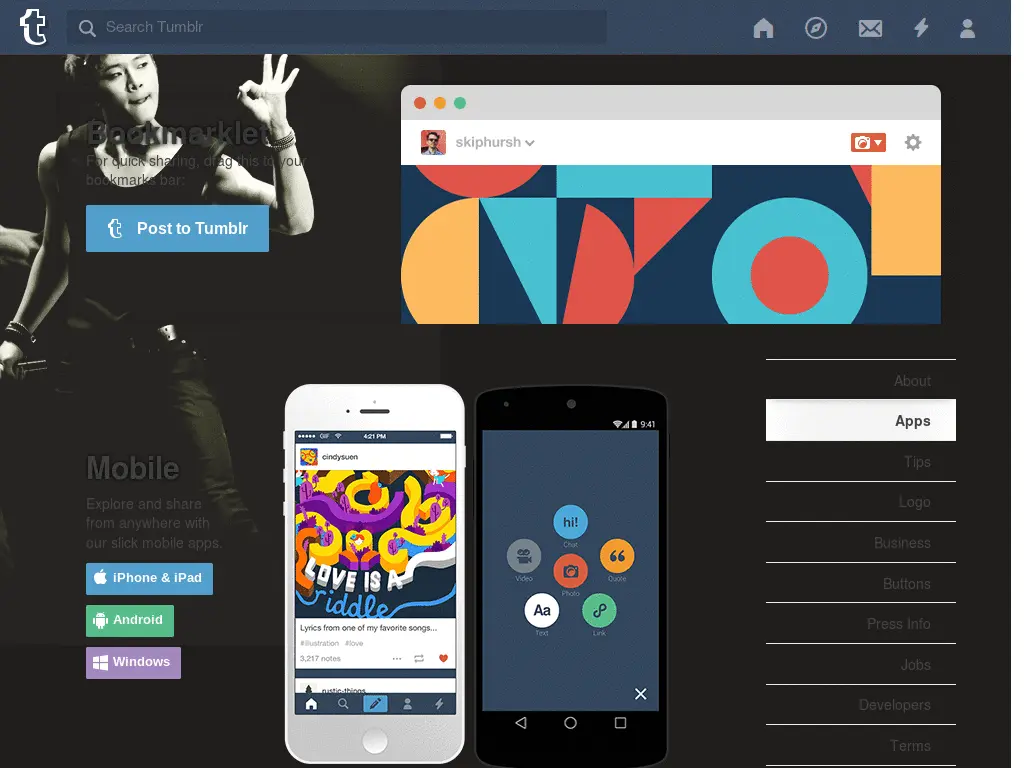 Search Tumblr
Bookmarklet
For quick sharing, drag this to your
bookmarks bar:
Post to Tumblr
skiphursh
About
Apps
Tips
Logo
Business
Buttons
Press Info
Jobs
Developers
Terms
Mobile
Explore and share
from anywhere with
our slick mobile apps.
iPhone & iPad
Android
Windows
GIF 4:21 PM
cindysuen
LOVE IS A
riddle
Lyrics from one of my favorite songs...
#illustration #love
3,217 notes
rustic-things
9:41
hi!
Chat
Video
Quote
Photo
Aa
Text
Link